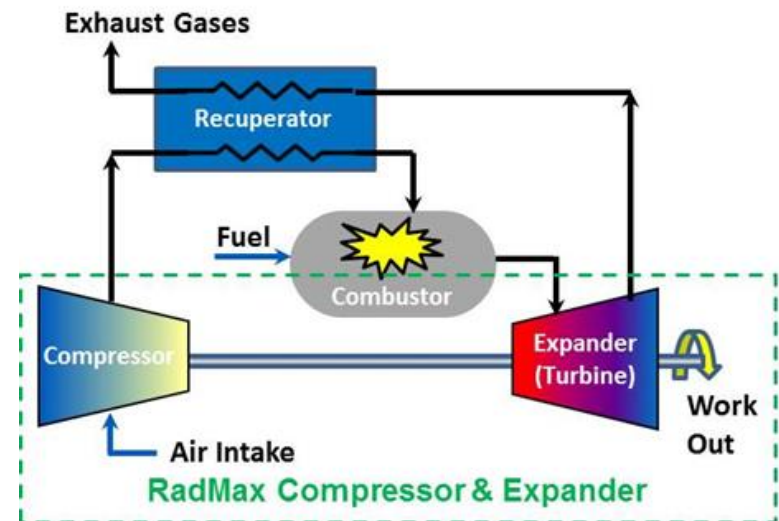 Exhaust Gases
Recuperator
Fuel
Combustor
Compressor
Expander
(Turbine)
Work
Out
Air Intake
RadMax Compressor & Expander